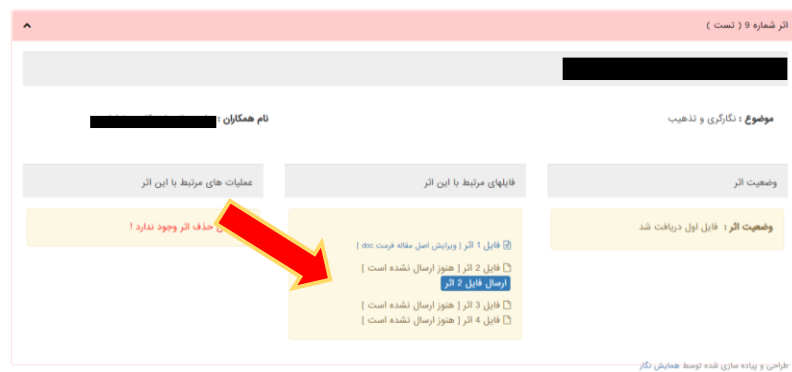 اثر شماره 9 ( تست )
موضوع : نگارگری و تذهیب
نام همکاران :
وضعیت اثر
فایلهای مرتبط با این اثر
عملیات های مرتبط با این اثر
وضعیت اثر : فایل اول دریافت شد
فایل 1 اثر [ ویرایش اصل مقاله فرمت doc ]
فایل 2 اثر [ هنوز ارسال نشده است ]
ارسال فایل 2 اثر
فایل 3 اثر [ هنوز ارسال نشده است ]
فایل 4 اثر [ هنوز ارسال نشده است ]
حذف اثر وجود ندارد !
طراحی و پیاده سازی شده توسط همایش نگار